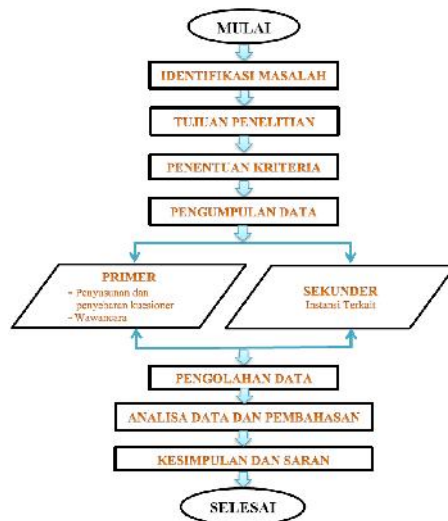 MULAI
IDENTIFIKASI MASALAH
TUJUAN PENELITIAN
PENENTUAN KRITERIA
PENGUMPULAN DATA
PRIMER
- Penyusunan dan
penyebaran kuesioner
- Wawancara
SEKUNDER
Instansi Terkait
PENGOLAHAN DATA
ANALISA DATA DAN PEMBAHASAN
KESIMPULAN DAN SARAN
SELESAI